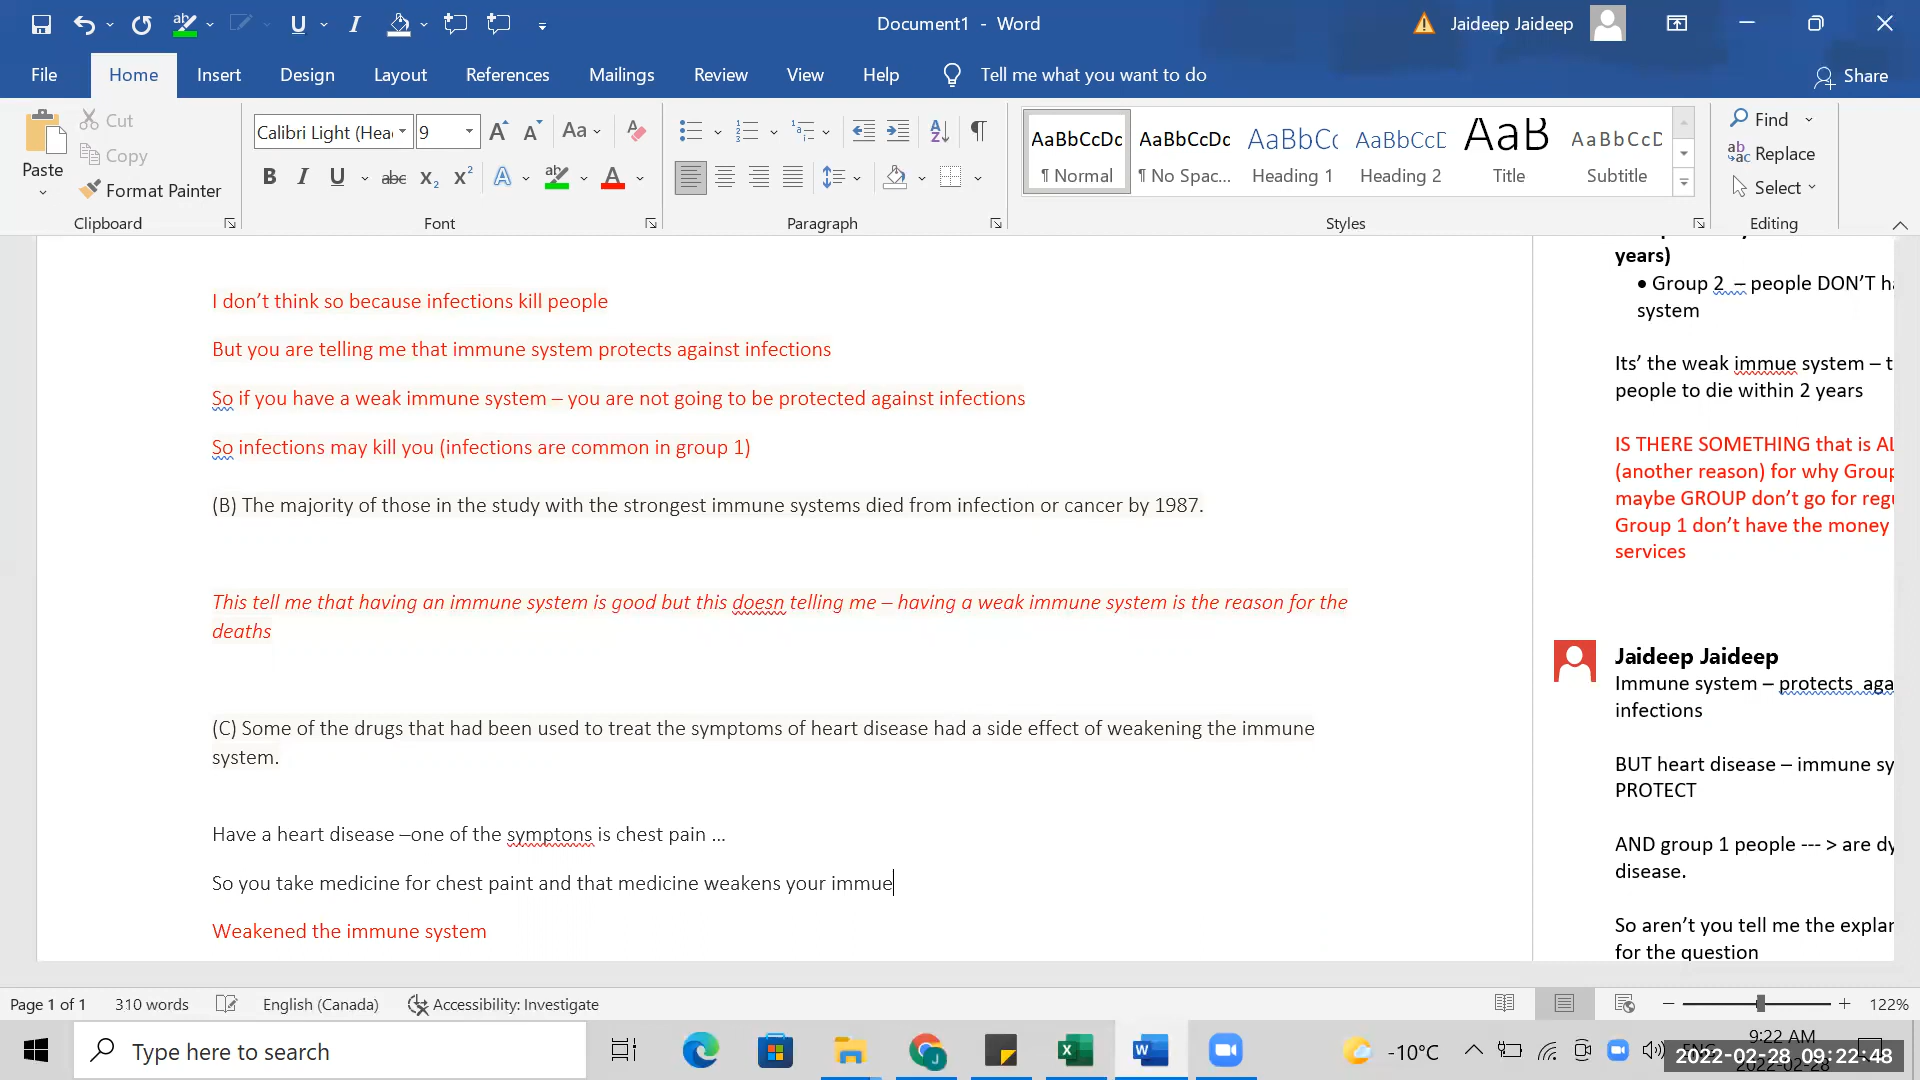 Document1 - Word
Jaideep Jaideep
File Home Insert Design Layout References Mailings Review View Help Tell me what you want to do Share
Paste Cut Copy Format Painter
Calibri Light (Hea 9
AaBbCcDc AaBbCcDc AaBbCc AaBbCcD AaB AaBbCcD
¶ Normal ¶ No Spac... Heading 1 Heading 2 Title Subtitle
Find Replace Select
Clipboard Font Paragraph Styles Editing
I don’t think so because infections kill people
But you are telling me that immune system protects against infections
So if you have a weak immune system – you are not going to be protected against infections
So infections may kill you (infections are common in group 1)
(B) The majority of those in the study with the strongest immune systems died from infection or cancer by 1987.
This tell me that having an immune system is good but this doesn telling me – having a weak immune system is the reason for the
deaths
(C) Some of the drugs that had been used to treat the symptoms of heart disease had a side effect of weakening the immune
system.
Have a heart disease –one of the symptons is chest pain ...
So you take medicine for chest paint and that medicine weakens your immue
Weakened the immune system
years)
• Group 2 – people DON’T
system
Its’ the weak immue system –
people to die within 2 years
IS THERE SOMETHING that is
(another reason) for why
maybe GROUP don’t go for
Group 1 don’t have the money
services
Jaideep Jaideep
Immune system – protects
infections
BUT heart disease – immune
PROTECT
AND group 1 people --- > are
disease.
So aren’t you tell me the
for the question
Page 1 of 1 310 words English (Canada) Accessibility: Investigate 122%
Type here to search
-10°C
9:22 AM
2022-02-28 09:22:48